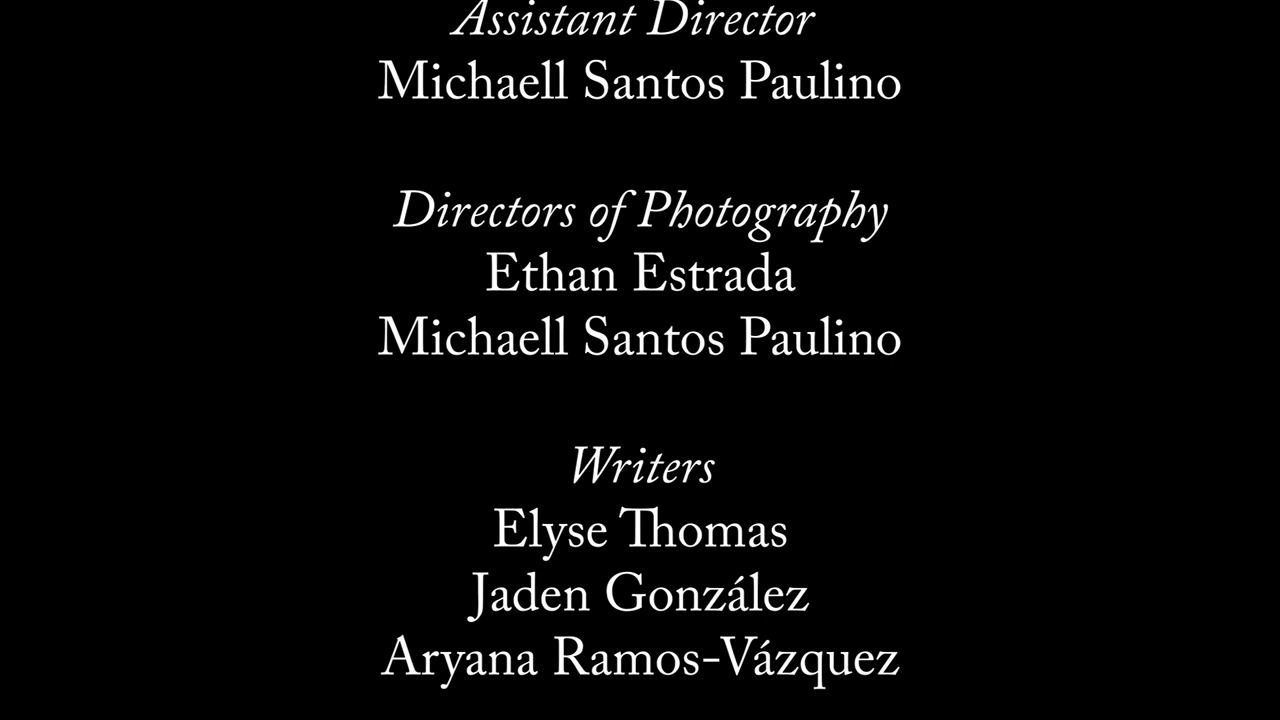 Assistant Director
Michaell Santos Paulino
Directors of Photography
Ethan Estrada
Michaell Santos Paulino
Writers
Elyse Thomas
Jaden González
Aryana Ramos-Vázquez